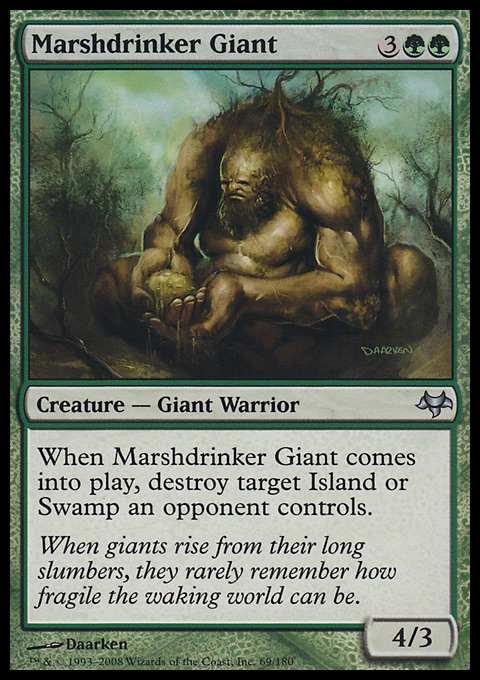 Marshdrinker Giant 3
DAARKEN
Creature — Giant Warrior
When Marshdrinker Giant comes
into play, destroy target Island or
Swamp an opponent controls.
When giants rise from their long
slumbers, they rarely remember how
fragile the waking world can be.
Daarken
4/3
™ & © 1993–2008 Wizards of the Coast, Inc. 69/180